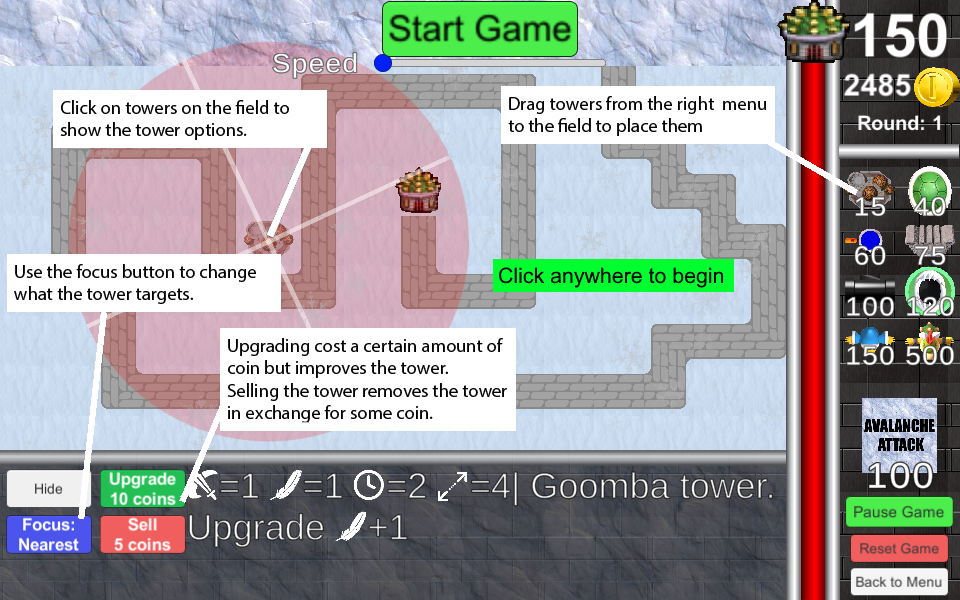 Start Game
150
Speed
2485
Round: 1
Click on towers on the field to
show the tower options.
Drag towers from the right menu
to the field to place them
15
40
60
75
100
120
150
500
Use the focus button to change
what the tower targets.
Click anywhere to begin
Upgrading cost a certain amount of
coin but improves the tower.
Selling the tower removes the tower
in exchange for some coin.
AVALANCHE
ATTACK
100
Hide
Upgrade
10 coins
=1 =1 =2 =4| Goomba tower.
Focus:
Nearest
Sell
5 coins
Upgrade +1
Pause Game
Reset Game
Back to Menu